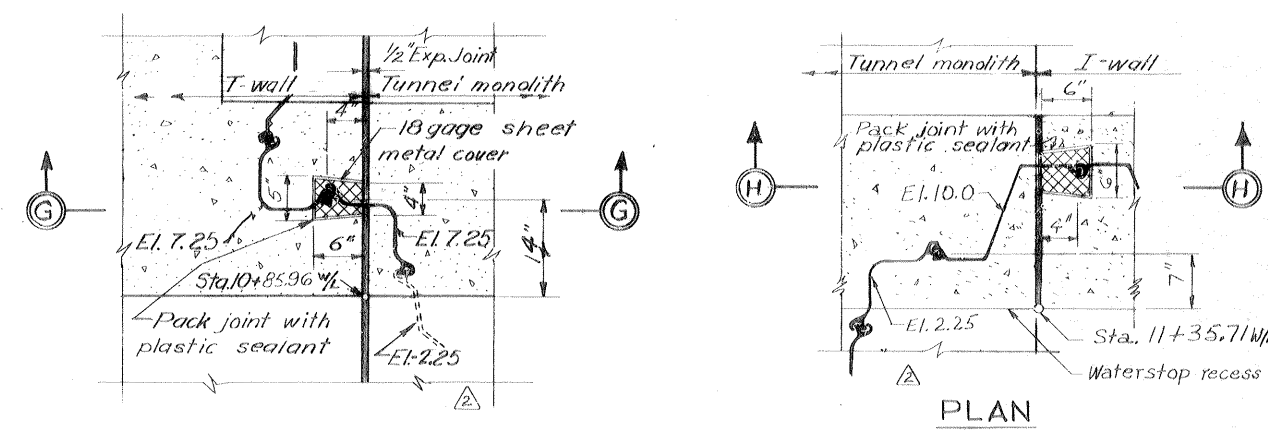 1/2" Exp. Joint
T-wall
Tunnel monolith
4"
18 gage sheet
metal cover
5"
4"
G
G
El. 7.25
6"
El. 7.25
14"
Sta. 10+85.96 W/L
Pack joint with
plastic sealant
El.-2.25
2
Tunnel monolith
I-wall
6"
Pack joint with
plastic sealant
H
H
El. 10.0
6"
4"
7"
El. 2.25
Sta. 11+35.71 W/
Waterstop recess
2
PLAN